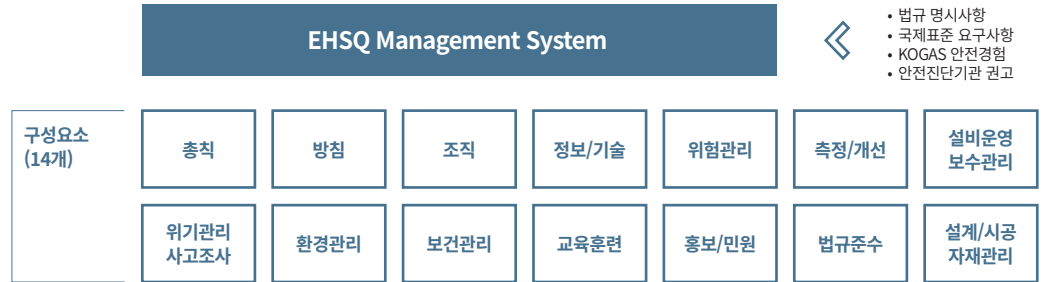 EHSQ Management System
• 법규 명시사항
• 국제표준 요구사항
• KOGAS 안전경험
• 안전진단기관 권고
구성요소
(14개)
총칙
방침
조직
정보/기술
위험관리
측정/개선
설비운영
보수관리
위기관리
사고조사
환경관리
보건관리
교육훈련
홍보/민원
법규준수
설계/시공
자재관리